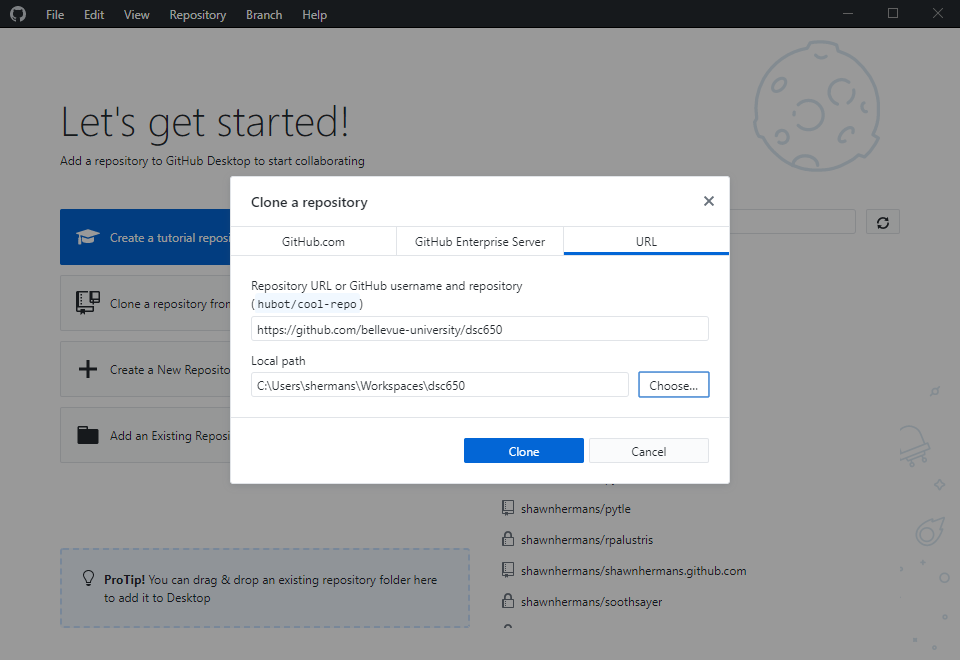 File Edit View Repository Branch Help
Let's get started!
Add a repository to GitHub Desktop to start collaborating
Create a tutorial
Clone a repository
Create a New
Add an Existing
Clone a repository
GitHub.com GitHub Enterprise Server URL
Repository URL or GitHub username and repository
(hubot/cool-repo)
https://github.com/bellevue-university/dsc650
Local path
C:\Users\shermans\Workspaces\dsc650
Choose...
Clone Cancel
shawnhermans/pytle
shawnhermans/rpalustris
shawnhermans/shawnhermans.github.com
shawnhermans/soothsayer
ProTip! You can drag & drop an existing repository folder here
to add it to Desktop